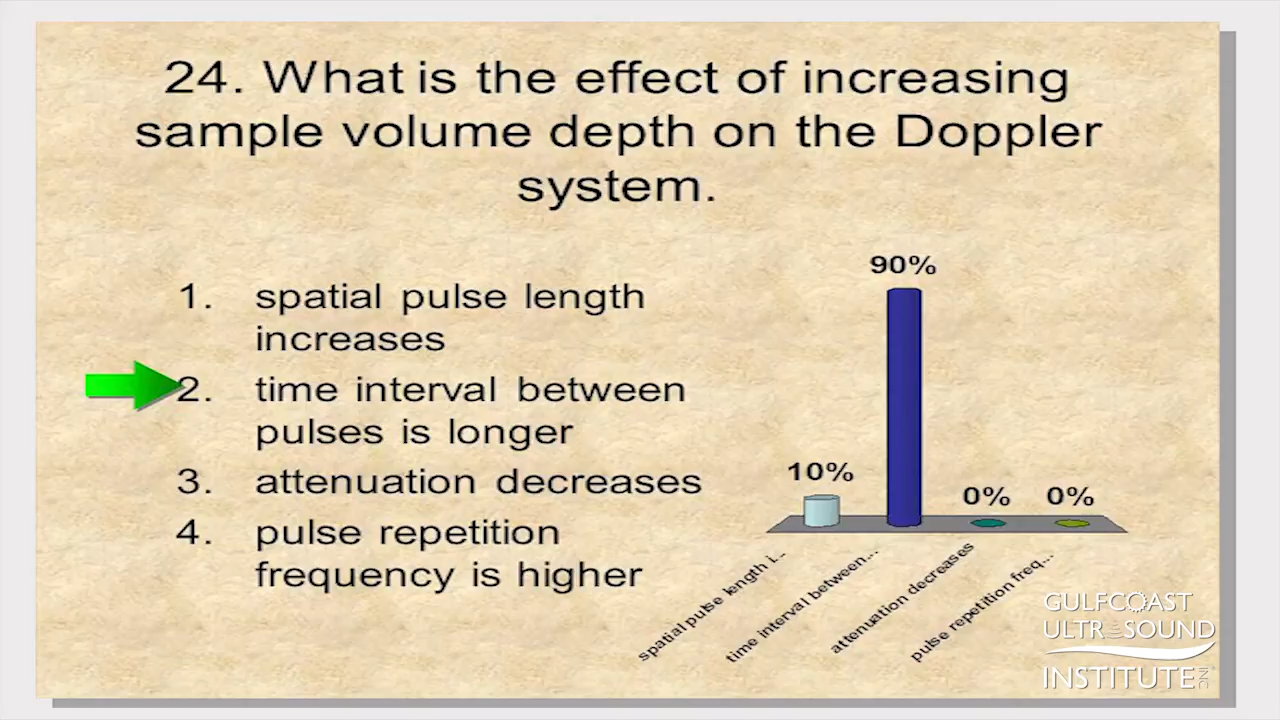 24. What is the effect of increasing
sample volume depth on the Doppler
system.
1. spatial pulse length
increases
2. time interval between
pulses is longer
3. attenuation decreases
4. pulse repetition
frequency is higher
10%
90%
0%
0%
spatial pulse length i...
time interval between...
attenuation decreases
pulse repetition freq...
GULFCOAST
ULTRASOUND
INSTITUTE INC